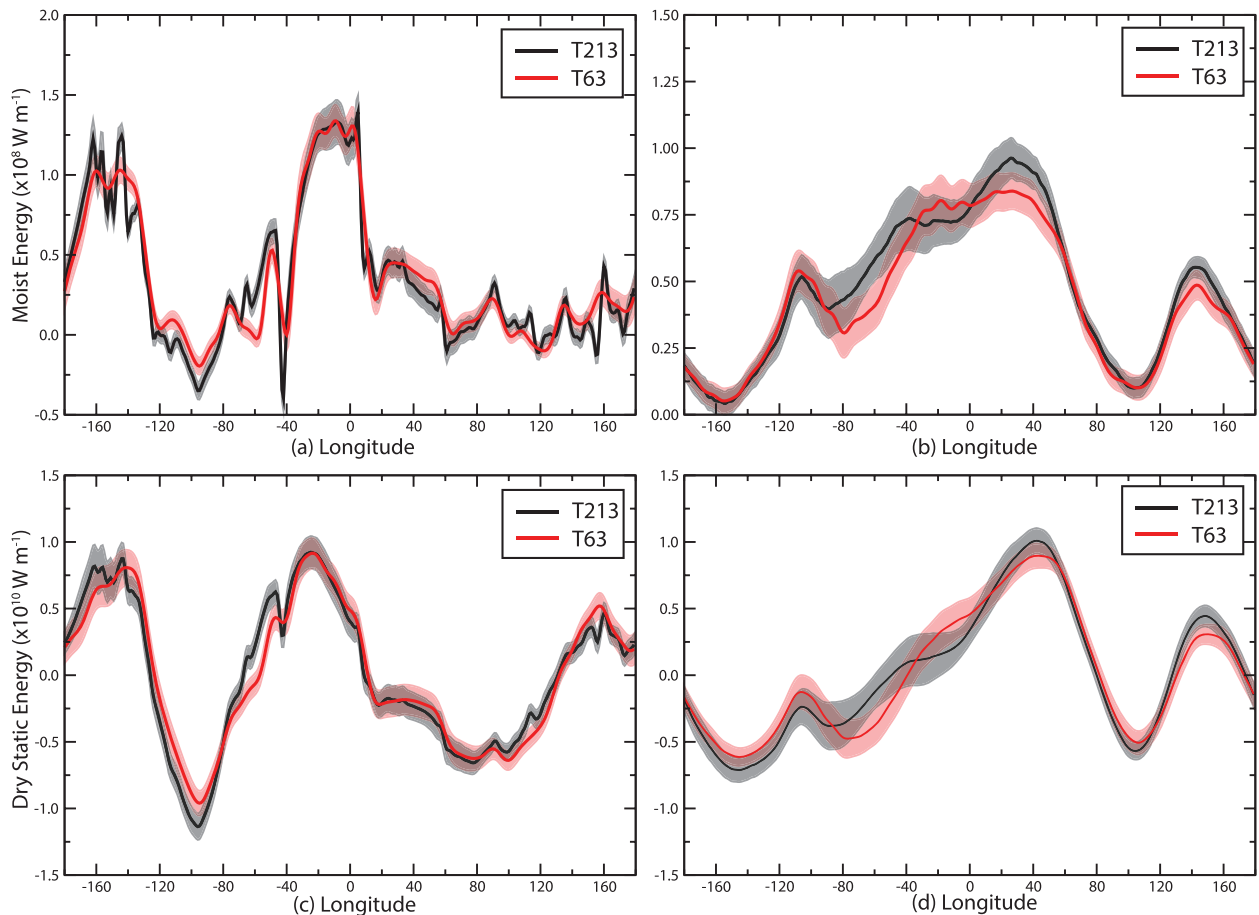 Moist Energy (x10⁸ W m⁻¹)
2.0
1.5
1.0
0.5
0.0
-0.5
T213
T63
-160 -120 -80 -40 0 40 80 120 160
(a) Longitude
1.50
1.25
1.00
0.75
0.50
0.25
0.00
T213
T63
-160 -120 -80 -40 0 40 80 120 160
(b) Longitude
Dry Static Energy (x10¹⁰ W m⁻¹)
1.5
1.0
0.5
0.0
-0.5
-1.0
-1.5
T213
T63
-160 -120 -80 -40 0 40 80 120 160
(c) Longitude
1.5
1.0
0.5
0.0
-0.5
-1.0
-1.5
T213
T63
-160 -120 -80 -40 0 40 80 120 160
(d) Longitude